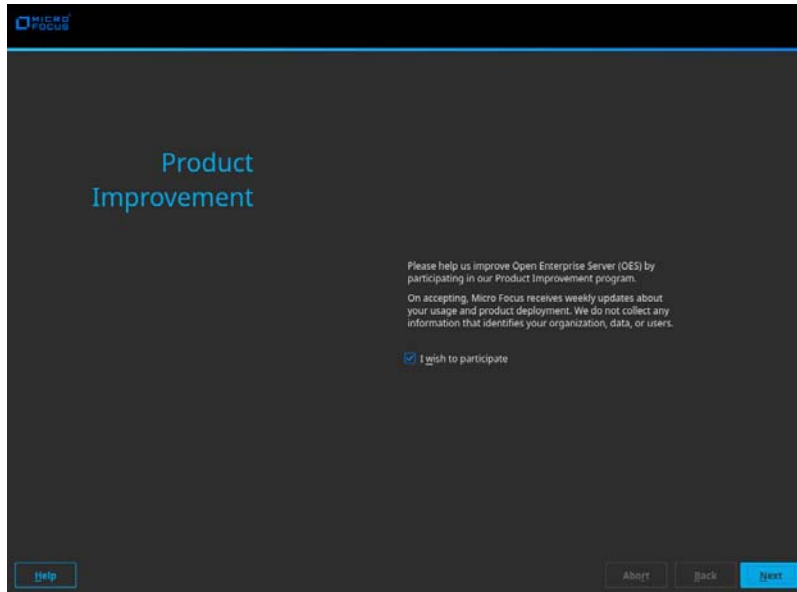 MICRO
FOCUS
Product
Improvement
Please help us improve Open Enterprise Server (OES) by
participating in our Product Improvement program.
On accepting, Micro Focus receives weekly updates about
your usage and product deployment. We do not collect any
information that identifies your organization, data, or users.
I wish to participate
Help
Abort
Back
Next